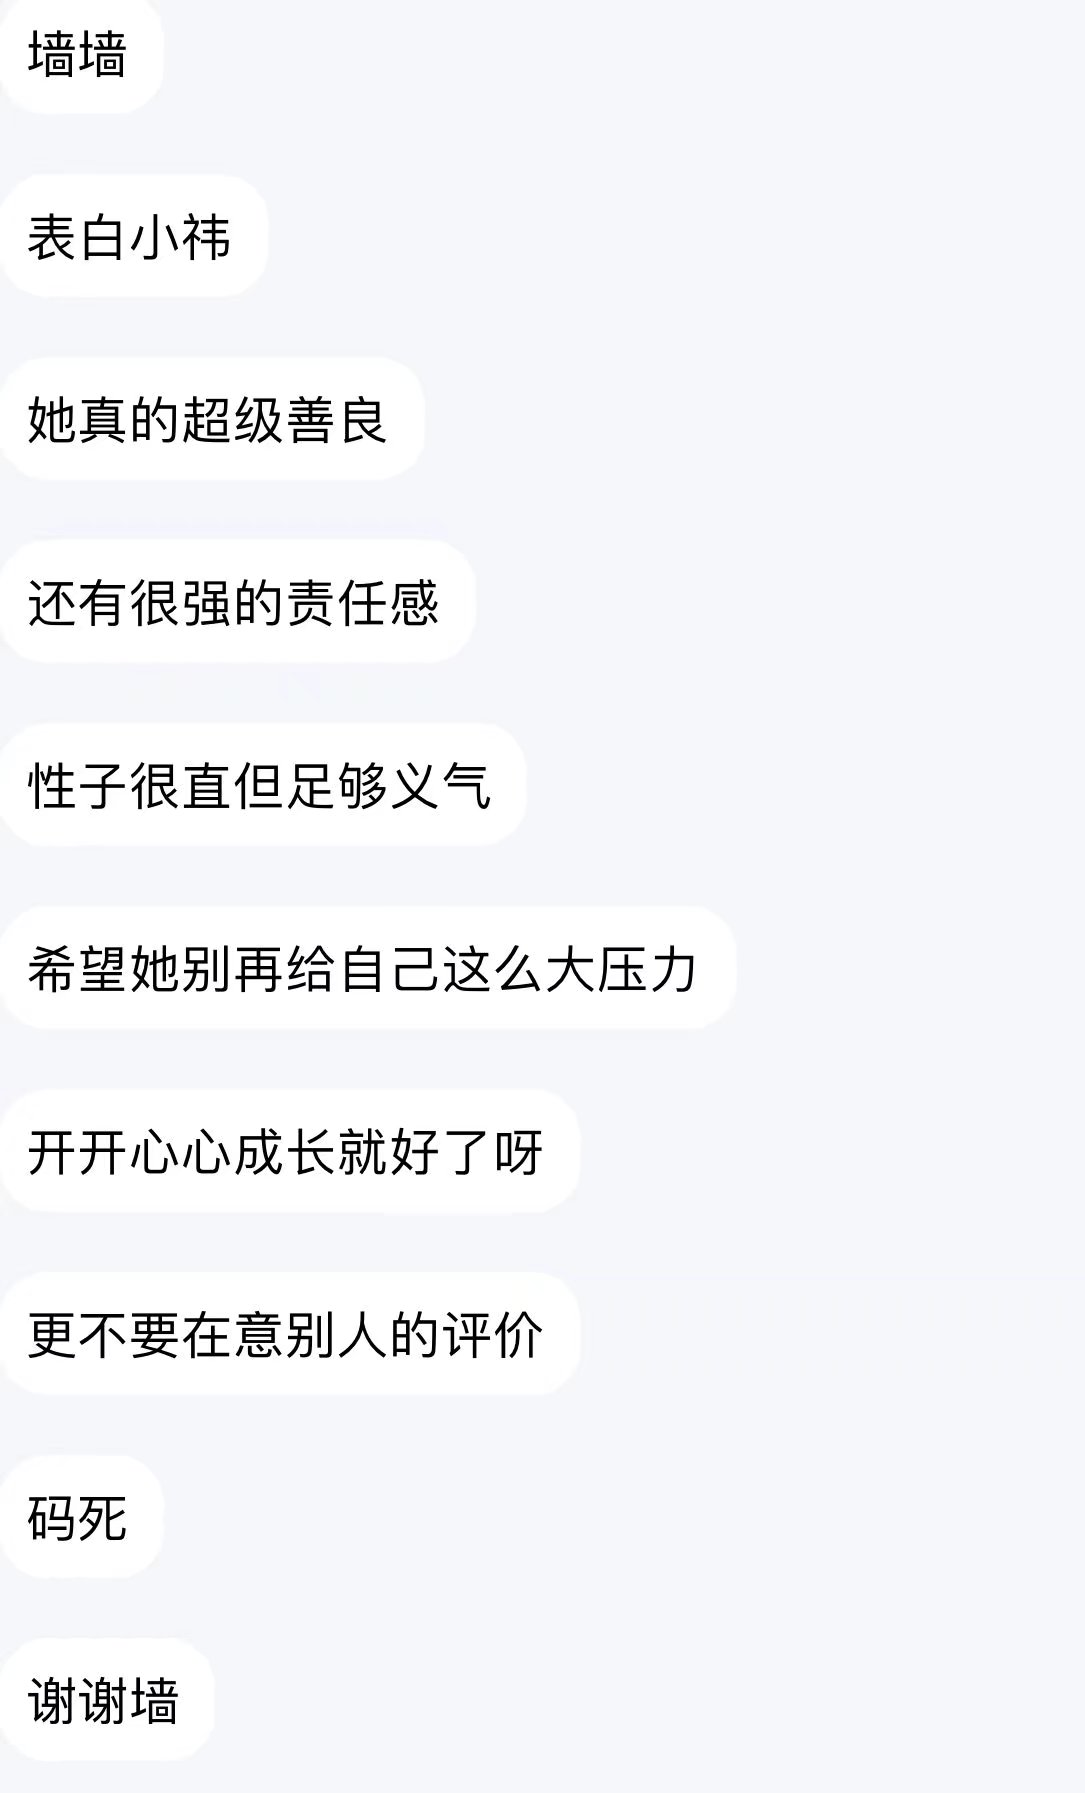 墙墙
表白小祎
她真的超级善良
还有很强的责任感
性子很直但足够义气
希望她别再给自己这么大压力
开开心心成长就好了呀
更不要在意别人的评价
码死
谢谢墙